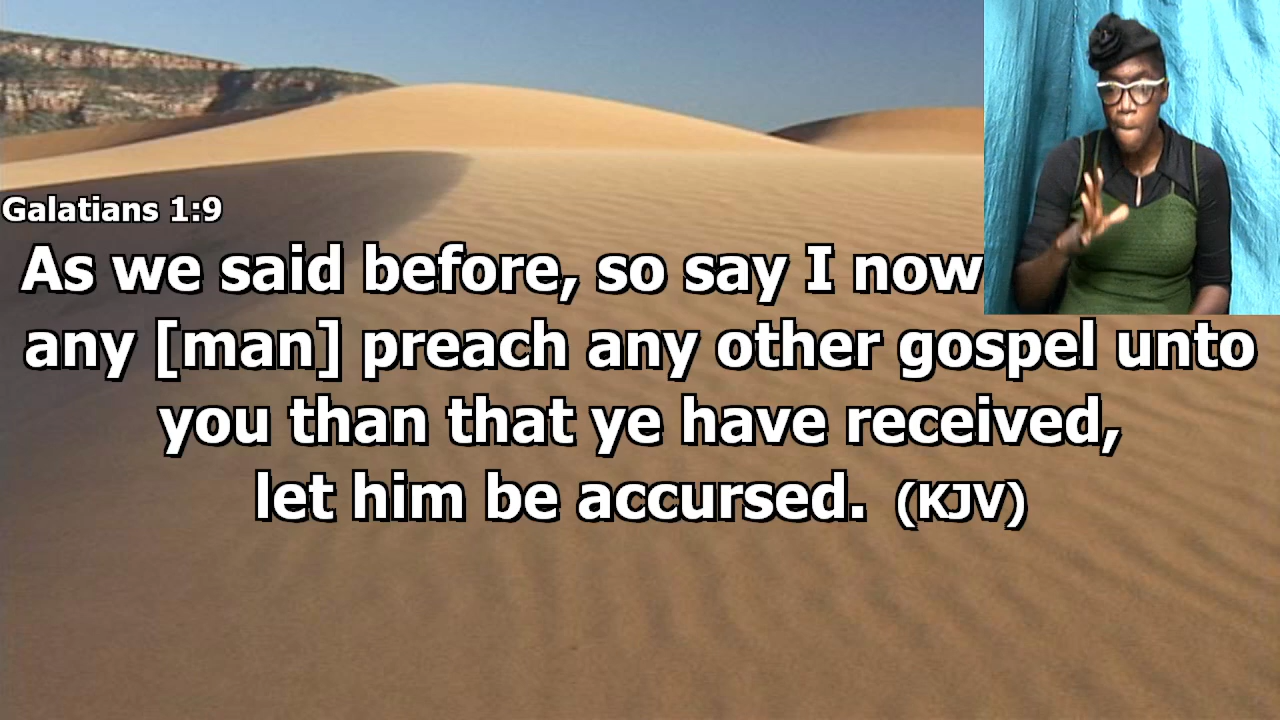 Galatians 1:9
As we said before, so say I now
any [man] preach any other gospel unto
you than that ye have received,
let him be accursed. (KJV)